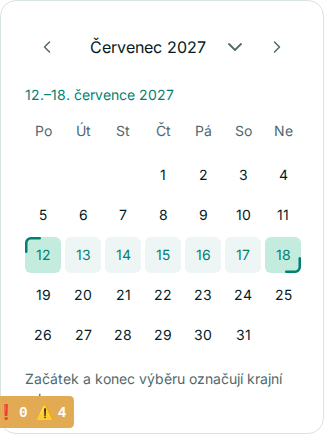 Červenec 2027
12.–18. července 2027
Po Út St Čt Pá So Ne
1 2 3 4
5 6 7 8 9 10 11
12 13 14 15 16 17 18
19 20 21 22 23 24 25
26 27 28 29 30 31
Začátek a konec výběru označují krajní
0 4